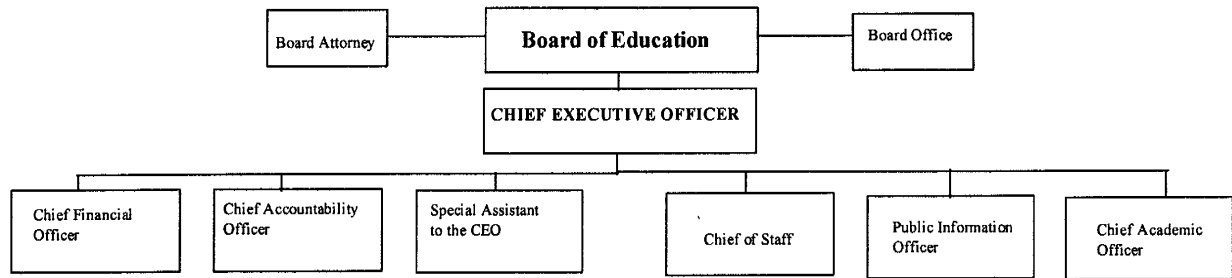 Board Attorney
Board of Education
Board Office
CHIEF EXECUTIVE OFFICER
Chief Financial
Officer
Chief Accountability
Officer
Special Assistant
to the CEO
Chief of Staff
Public Information
Officer
Chief Academic
Officer